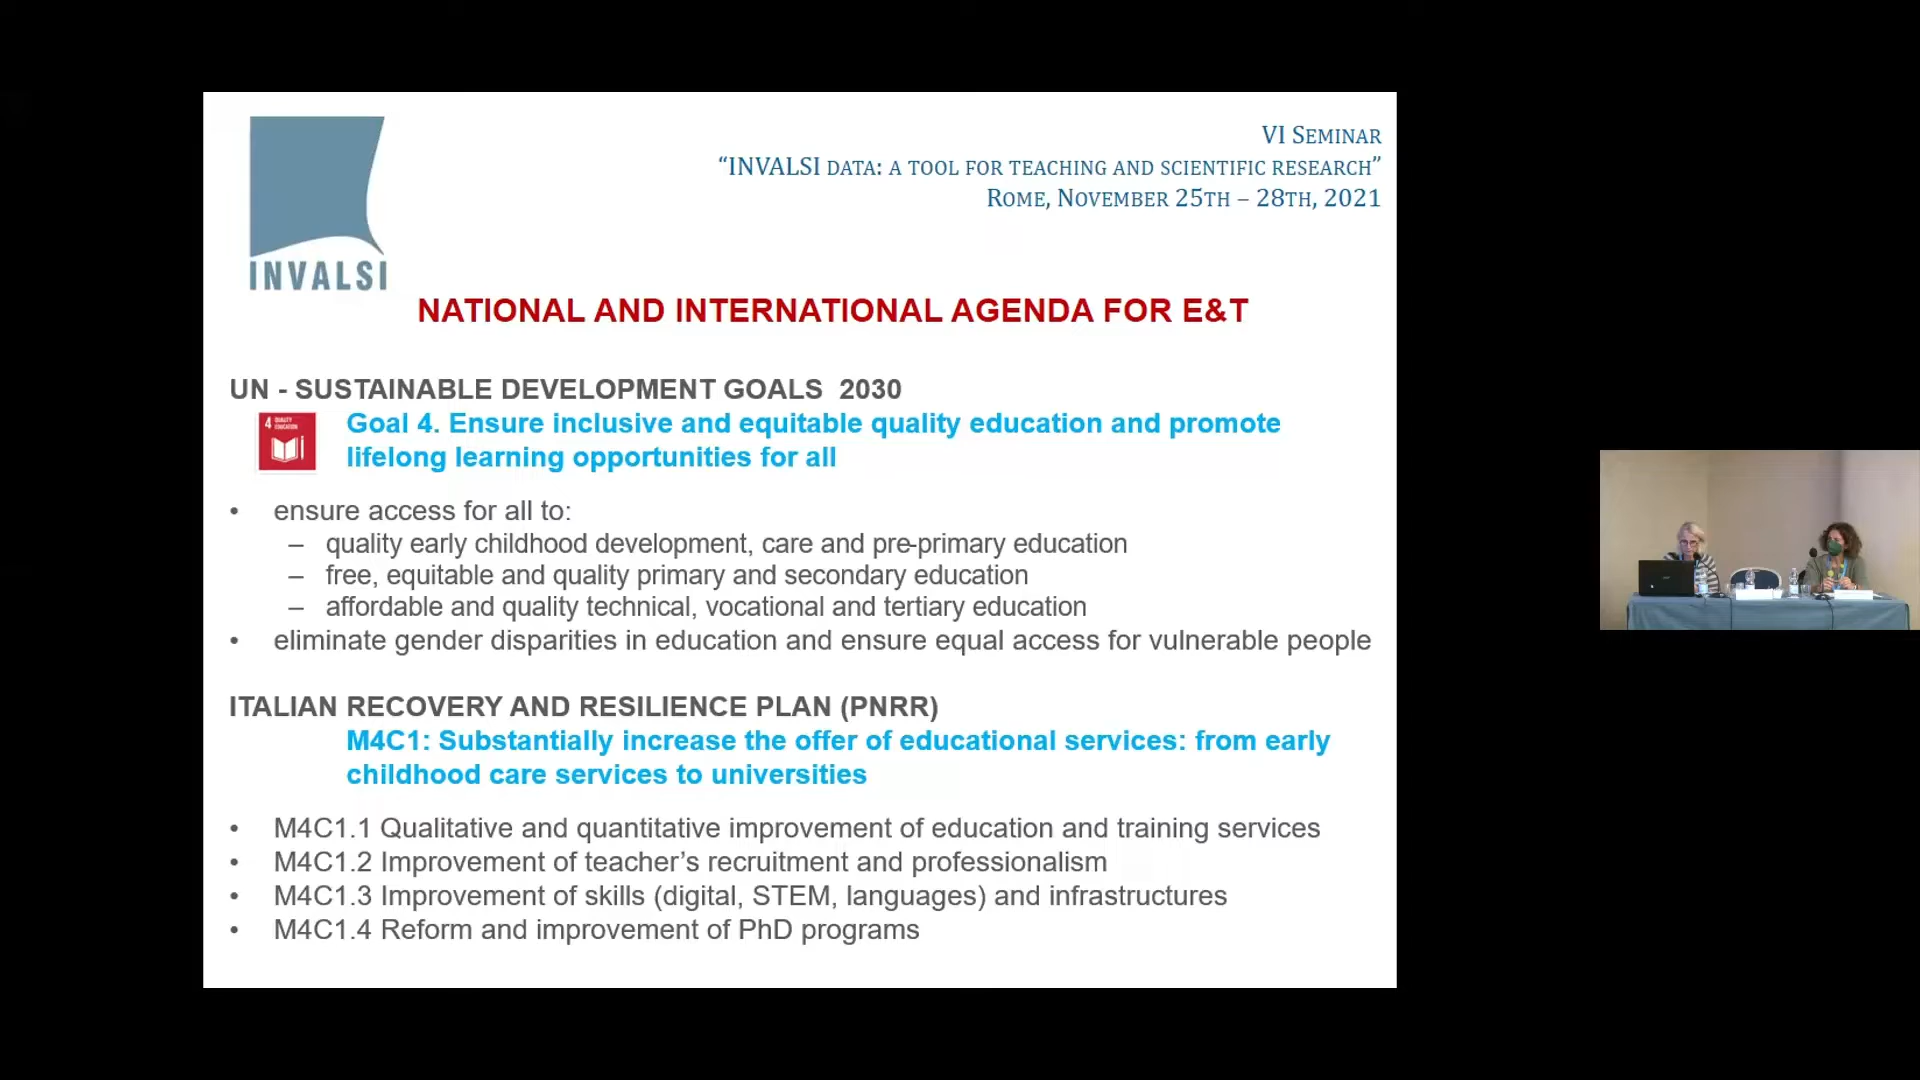 INVALSI
VI SEMINAR
“INVALSI DATA: A TOOL FOR TEACHING AND SCIENTIFIC RESEARCH”
ROME, NOVEMBER 25TH – 28TH, 2021
NATIONAL AND INTERNATIONAL AGENDA FOR E&T
UN - SUSTAINABLE DEVELOPMENT GOALS 2030
4 QUALITY
EDUCATION
Goal 4. Ensure inclusive and equitable quality education and promote
lifelong learning opportunities for all
• ensure access for all to:
– quality early childhood development, care and pre-primary education
– free, equitable and quality primary and secondary education
– affordable and quality technical, vocational and tertiary education
• eliminate gender disparities in education and ensure equal access for vulnerable people
ITALIAN RECOVERY AND RESILIENCE PLAN (PNRR)
M4C1: Substantially increase the offer of educational services: from early
childhood care services to universities
• M4C1.1 Qualitative and quantitative improvement of education and training services
• M4C1.2 Improvement of teacher’s recruitment and professionalism
• M4C1.3 Improvement of skills (digital, STEM, languages) and infrastructures
• M4C1.4 Reform and improvement of PhD programs